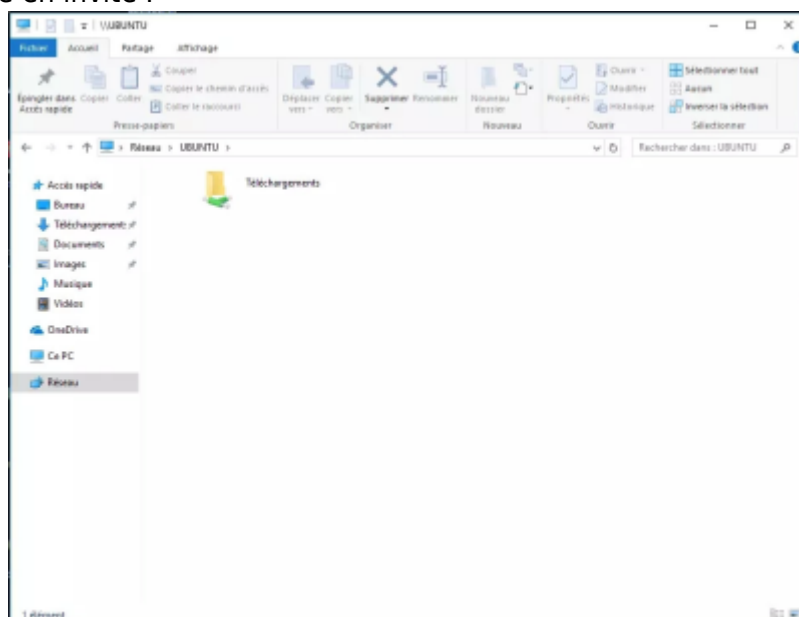 \\UBUNTU
Fichier Accueil Partage Affichage
Épingler dans Accès rapide
Copier
Coller
Couper
Copier le chemin d'accès
Coller le raccourci
Déplacer vers
Copier vers
Supprimer
Renommer
Nouveau dossier
Propriétés
Ouvrir
Modifier
Historique
Sélectionner tout
Aucun
Inverser la sélection
Presse-papiers Organiser Nouveau Ouvrir Sélectionner
Réseau > UBUNTU >
Rechercher dans : UBUNTU
Accès rapide
Bureau
Téléchargements
Documents
Images
Musique
Vidéos
OneDrive
Ce PC
Réseau
Téléchargements
1 élément